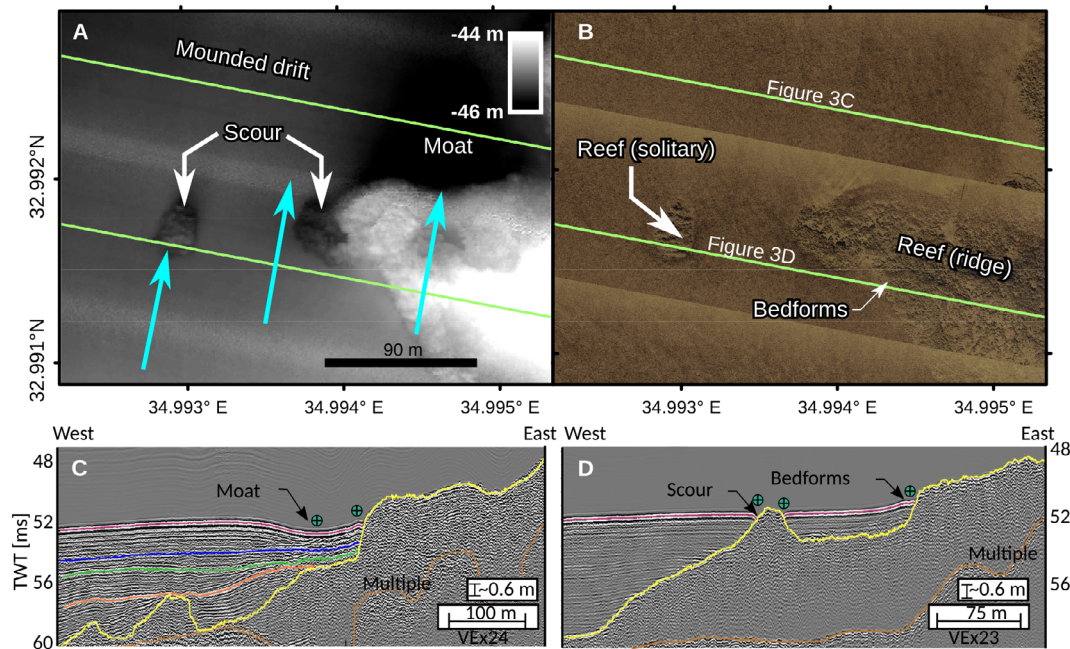 A
Mounded drift
-44 m
-46 m
Scour
Moat
90 m
B
Figure 3C
Reef (solitary)
Figure 3D
Reef (ridge)
Bedforms
32.992°N
32.991°N
34.993° E
34.994° E
34.995° E
34.993° E
34.994° E
34.995° E
West
East
West
East
C
Moat
Multiple
~0.6 m
100 m
VEx24
48
52
56
60
TWT [ms]
D
Scour
Bedforms
Multiple
~0.6 m
75 m
VEx23
48
52
56